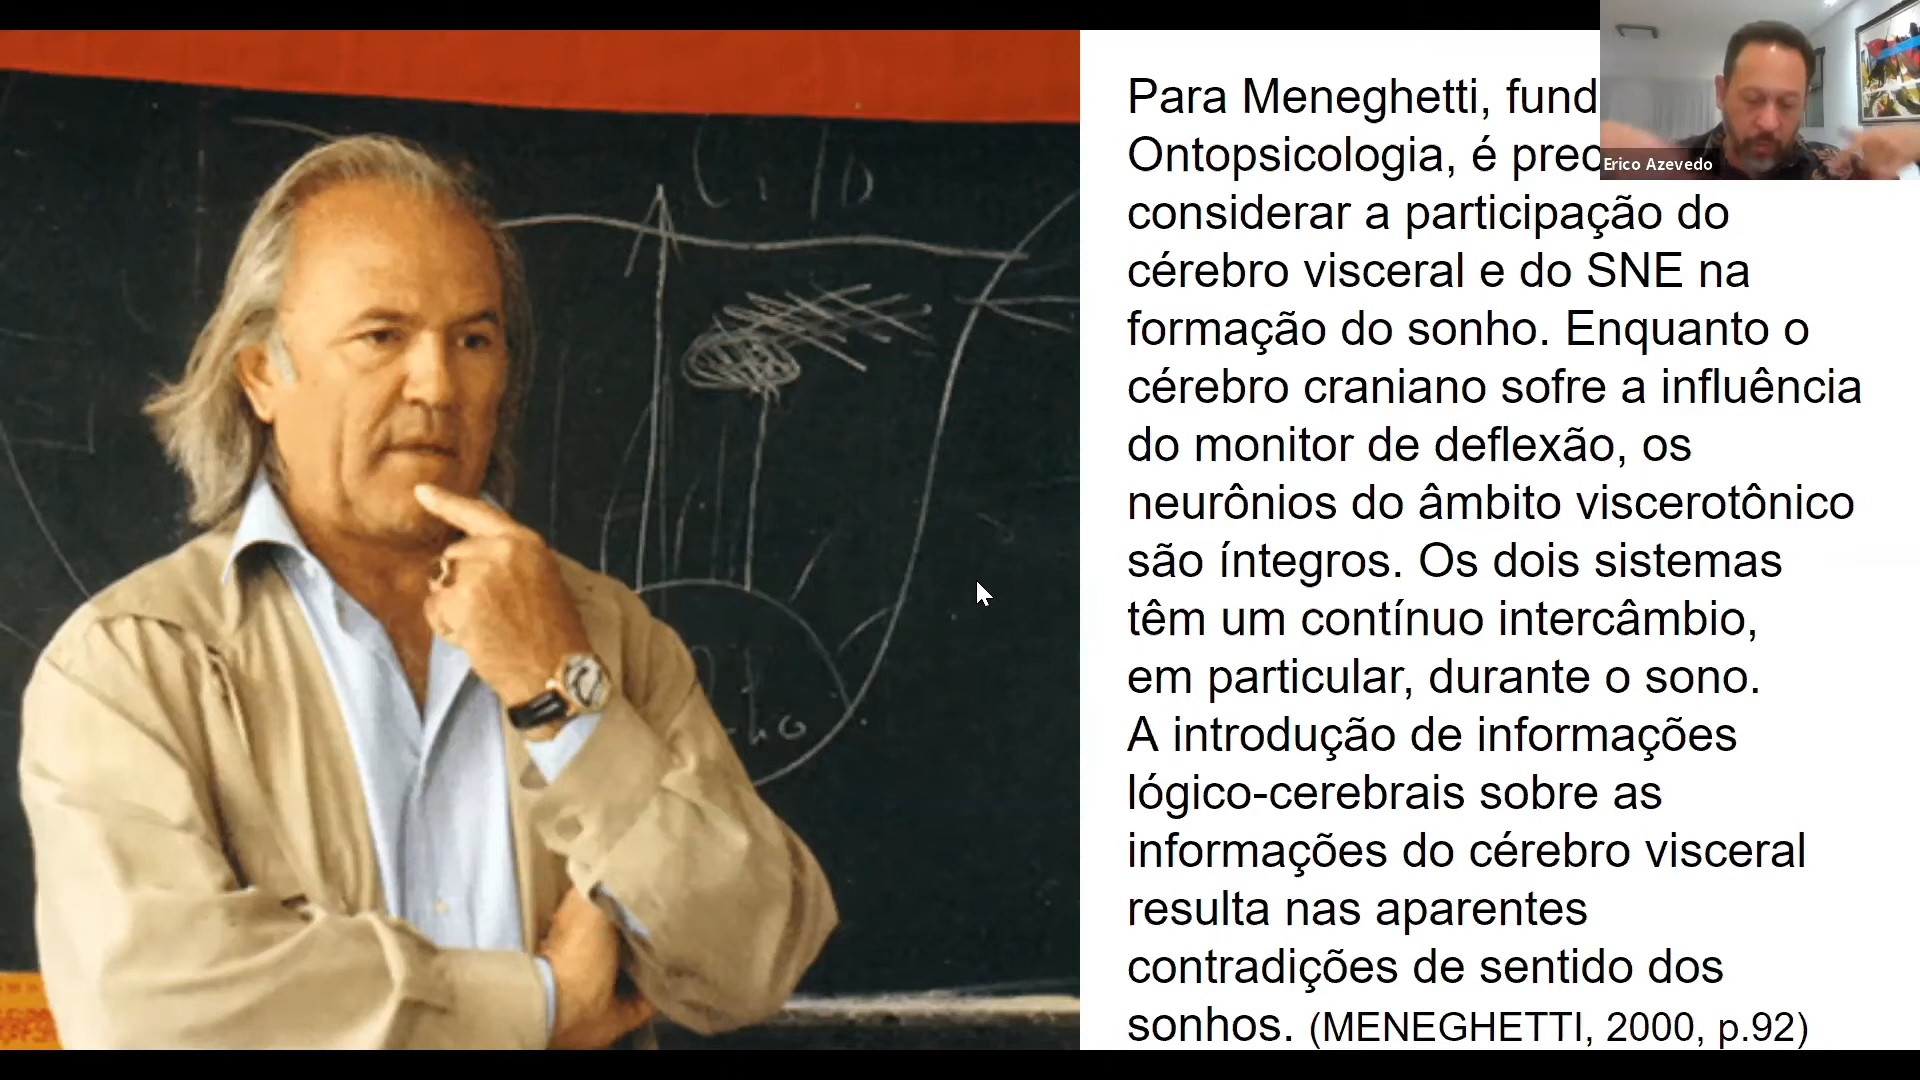 Para Meneghetti, fund
Ontopsicologia, é prec
considerar a participação do
cérebro visceral e do SNE na
formação do sonho. Enquanto o
cérebro craniano sofre a influência
do monitor de deflexão, os
neurônios do âmbito viscerotônico
são íntegros. Os dois sistemas
têm um contínuo intercâmbio,
em particular, durante o sono.
A introdução de informações
lógico-cerebrais sobre as
informações do cérebro visceral
resulta nas aparentes
contradições de sentido dos
sonhos. (MENEGHETTI, 2000, p.92)
Erico Azevedo